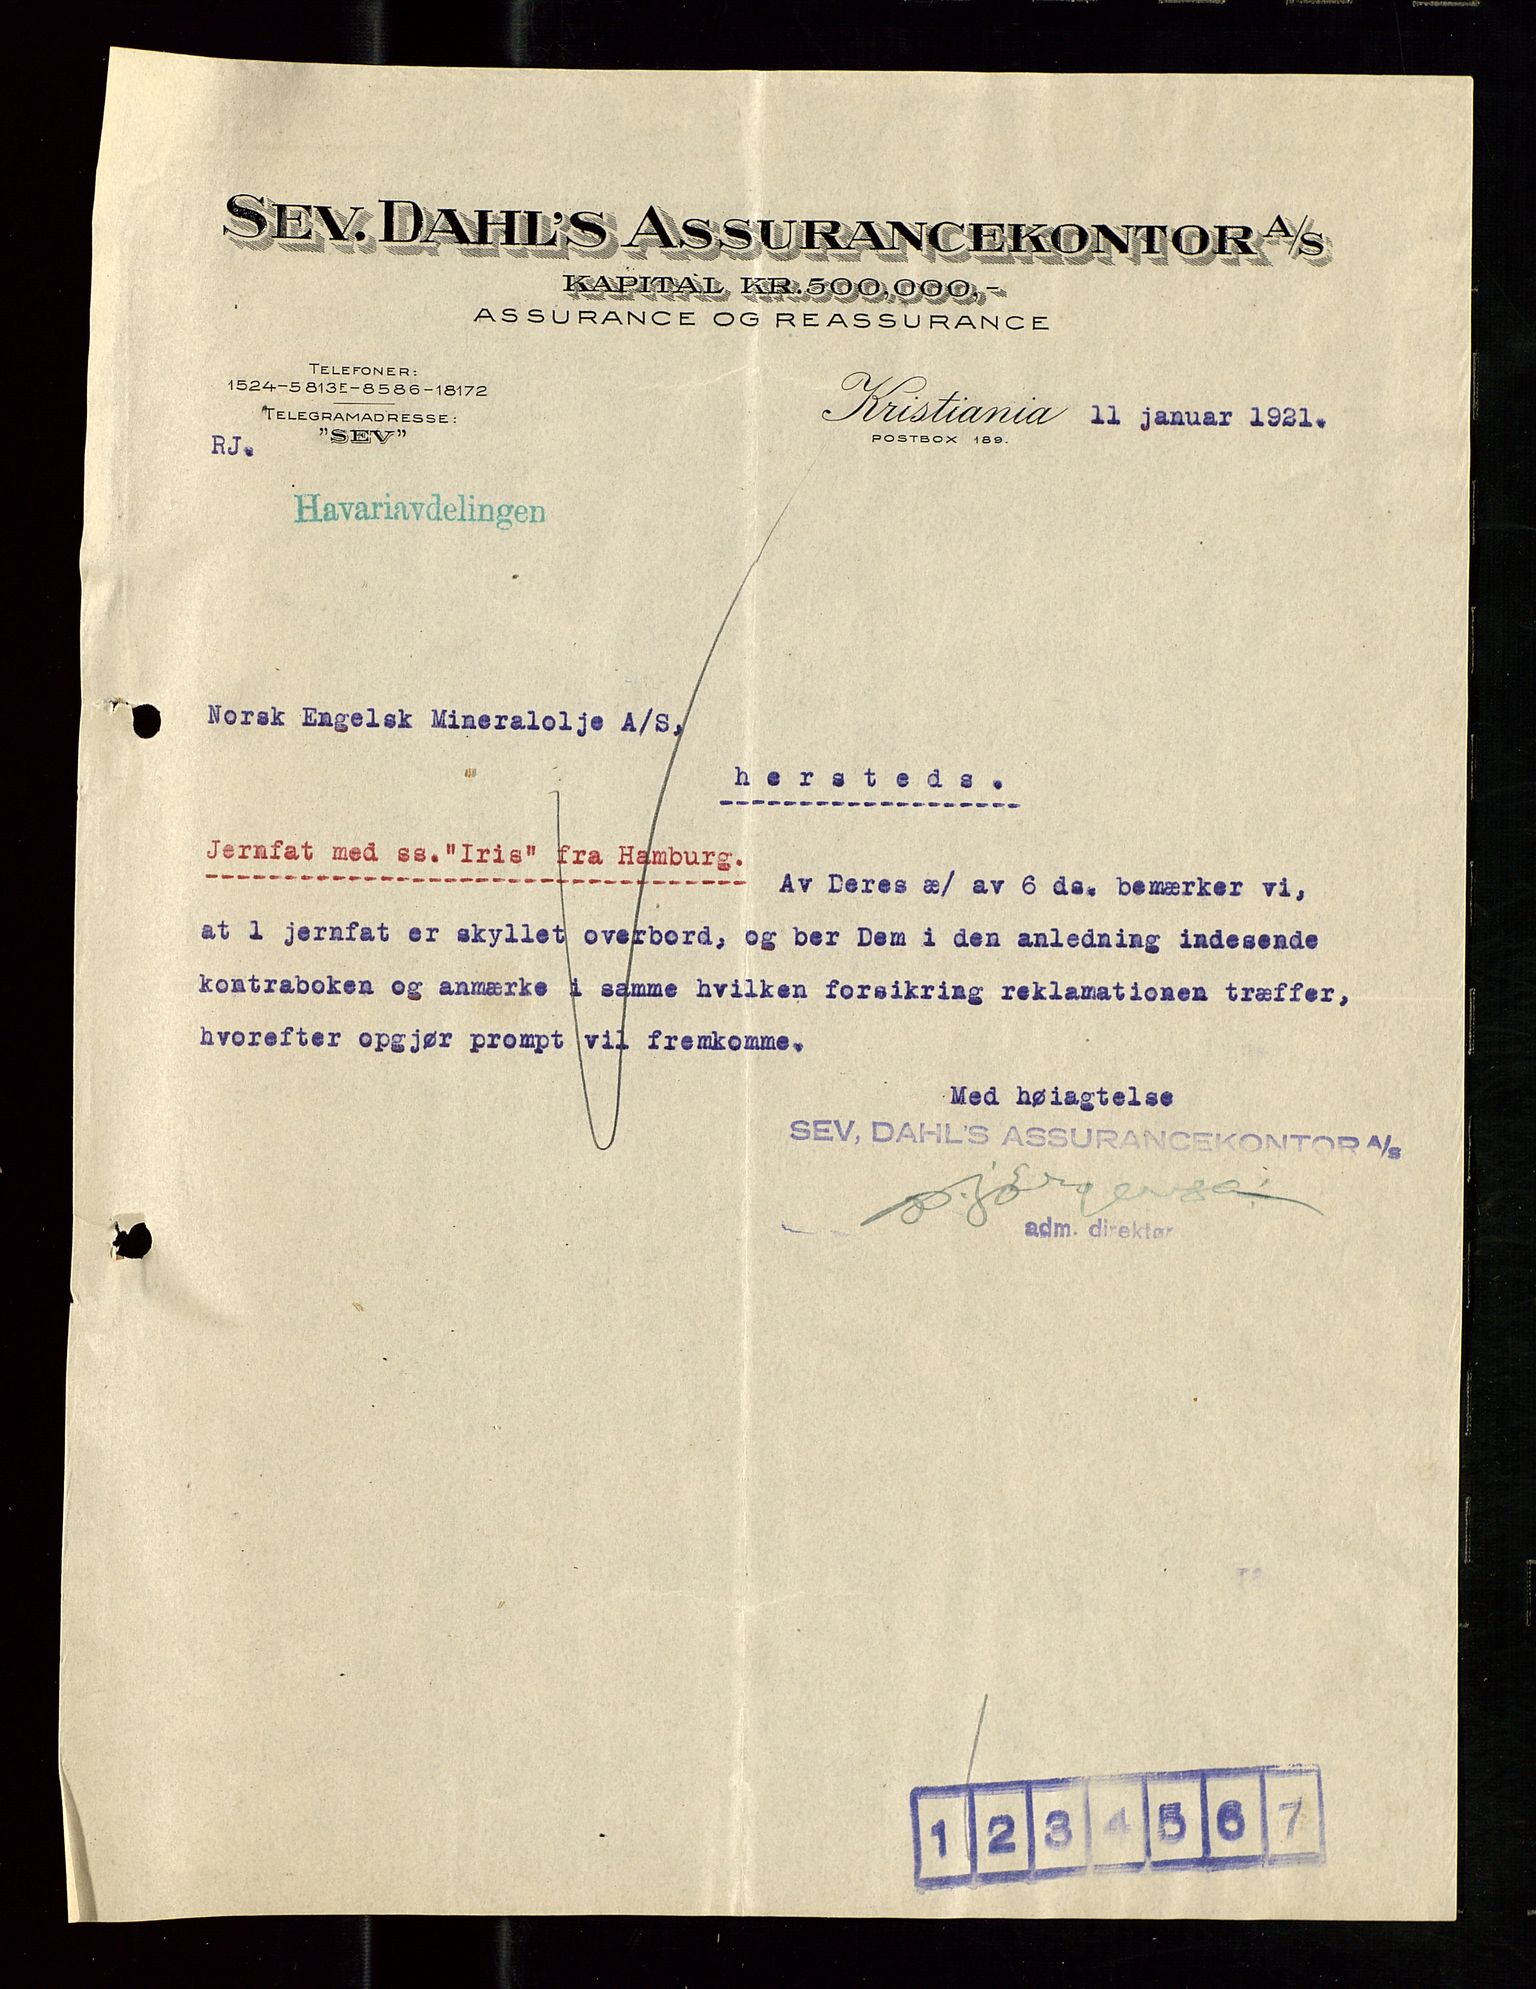 SEV. DAHL'S ASSURANCEKONTOR A/S
KAPITAL KR. 500,000,-
ASSURANCE OG REASSURANCE
TELEFONER:
1524-5813E-8586-18172
TELEGRAMADRESSE:
"SEV"
RJ.
Kristiania 11 januar 1921.
POSTBOX 189.
Havariavdelingen
Norsk Engelsk Mineralolje A/S,
hersteds.
Jernfat med ss. "Iris" fra Hamburg.
Av Deres æ/ av 6 ds. bemærker vi,
at 1 jernfat er skyllet overbord, og ber Dem i den anledning indesende
kontraboken og anmærke i samme hvilken forsikring reklamationen træffer,
hvorefter opgjør prompt vil fremkomme.
Med høiagtelse
SEV, DAHL'S ASSURANCEKONTOR A/S
adm. direktør
1 2 3 4 5 6 7